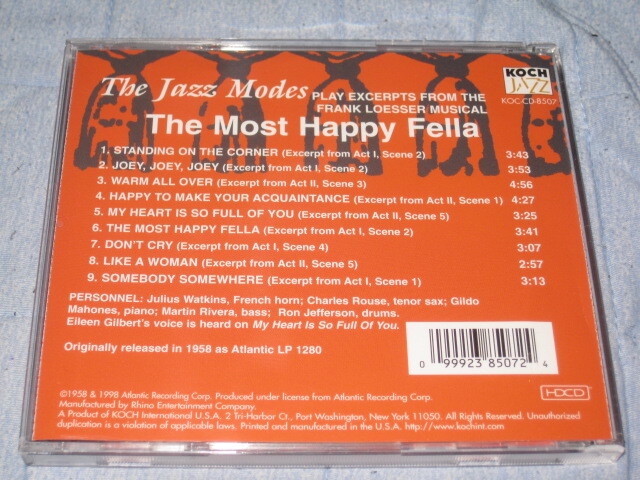 The Jazz Modes PLAY EXCERPTS FROM THE
FRANK LOESSER MUSICAL
KOCH
JAZZ
KOC-CD-8507
The Most Happy Fella
1. STANDING ON THE CORNER (Excerpt from Act I, Scene 2) 3:43
2. JOEY, JOEY, JOEY (Excerpt from Act I, Scene 2) 3:53
3. WARM ALL OVER (Excerpt from Act II, Scene 3) 4:56
4. HAPPY TO MAKE YOUR ACQUAINTANCE (Excerpt from Act II, Scene 1) 4:27
5. MY HEART IS SO FULL OF YOU (Excerpt from Act II, Scene 5) 3:25
6. THE MOST HAPPY FELLA (Excerpt from Act I, Scene 2) 3:41
7. DON'T CRY (Excerpt from Act I, Scene 4) 3:07
8. LIKE A WOMAN (Excerpt from Act II, Scene 5) 2:57
9. SOMEBODY SOMEWHERE (Excerpt from Act I, Scene 1) 3:13
PERSONNEL: Julius Watkins, French horn; Charles Rouse, tenor sax; Gildo
Mahones, piano; Martin Rivera, bass; Ron Jefferson, drums.
Eileen Gilbert's voice is heard on My Heart Is So Full Of You.
Originally released in 1958 as Atlantic LP 1280
0 99923 85072 4
©1958 & 1998 Atlantic Recording Corp. Produced under license from Atlantic Recording Corp.
Manufactured by Rhino Entertainment Company.
A Product of KOCH International U.S.A. 2 Tri-Harbor Ct., Port Washington, New York 11050. All Rights Reserved. Unauthorized
duplication is a violation of applicable laws. Printed and manufactured in the U.S.A. http://www.kochint.com
HDCD